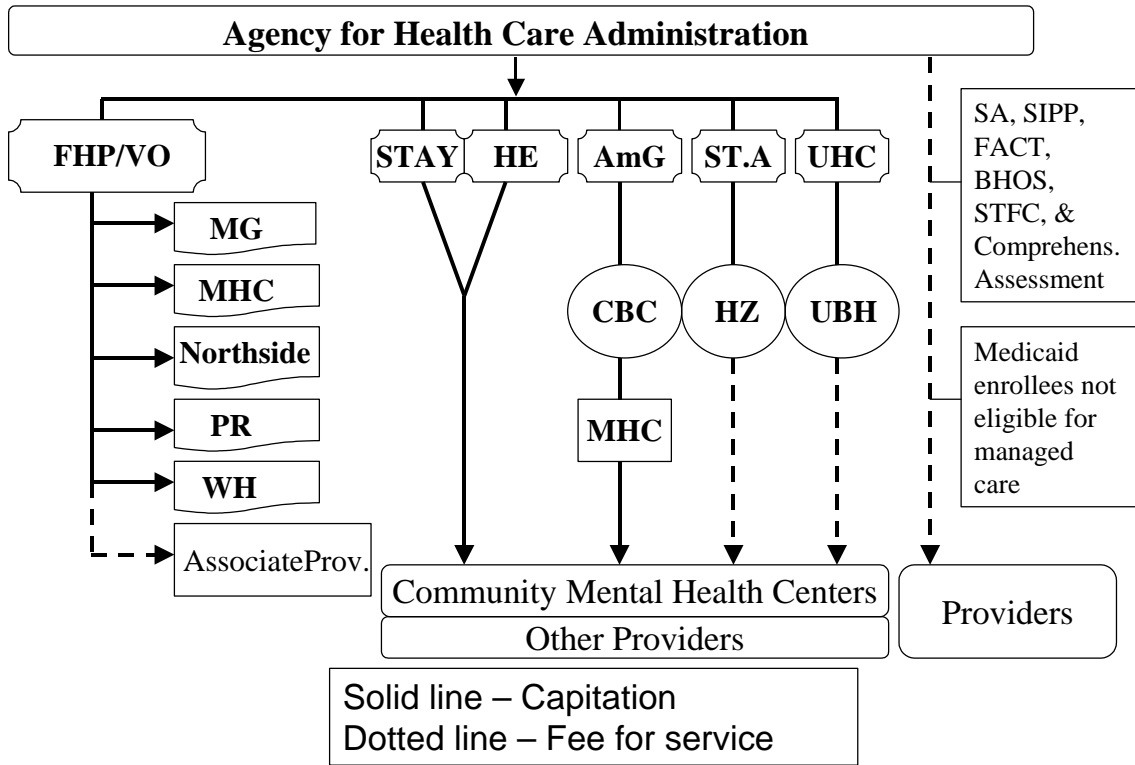 Agency for Health Care Administration
FHP/VO
STAY
HE
AmG
ST.A
UHC
SA, SIPP,
FACT,
BHOS,
STFC, &
Comprehens.
Assessment
MG
MHC
Northside
PR
WH
AssociateProv.
CBC
HZ
UBH
MHC
Medicaid
enrollees not
eligible for
managed
care
Community Mental Health Centers
Other Providers
Providers
Solid line – Capitation
Dotted line – Fee for service